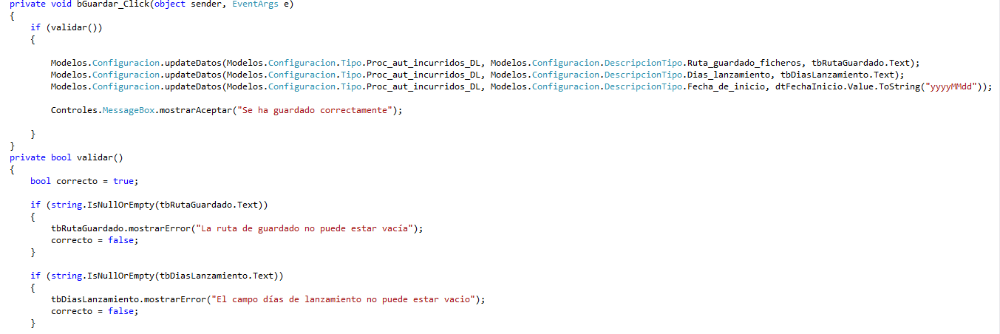 private void bGuardar_Click(object sender, EventArgs e)
{
if (validar())
{
Modelos.Configuracion.updateDatos(Modelos.Configuracion.Tipo.Proc_aut_incurridos_DL, Modelos.Configuracion.DescripcionTipo.Ruta_guardado_ficheros, tbRutaGuardado.Text);
Modelos.Configuracion.updateDatos(Modelos.Configuracion.Tipo.Proc_aut_incurridos_DL, Modelos.Configuracion.DescripcionTipo.Dias_lanzamiento, tbDiasLanzamiento.Text);
Modelos.Configuracion.updateDatos(Modelos.Configuracion.Tipo.Proc_aut_incurridos_DL, Modelos.Configuracion.DescripcionTipo.Fecha_de_inicio, dtFechaInicio.Value.ToString("yyyyMMdd"));
Controles.MessageBox.mostrarAceptar("Se ha guardado correctamente");
}
}
private bool validar()
{
bool correcto = true;
if (string.IsNullOrEmpty(tbRutaGuardado.Text))
{
tbRutaGuardado.mostrarError("La ruta de guardado no puede estar vacía");
correcto = false;
}
if (string.IsNullOrEmpty(tbDiasLanzamiento.Text))
{
tbDiasLanzamiento.mostrarError("El campo días de lanzamiento no puede estar vacio");
correcto = false;
}